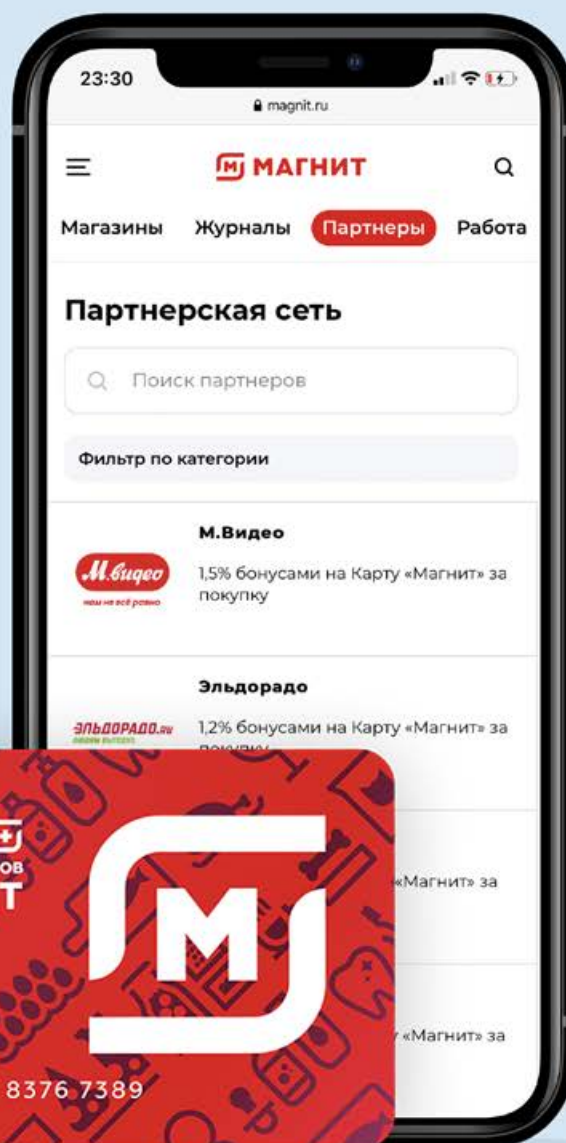 23:30
magnit.ru
МАГНИТ
Магазины Журналы Партнеры Работа
Партнерская сеть
Поиск партнеров
Фильтр по категории
М.Видео
М.видео
нам не всё равно
1,5% бонусами на Карту «Магнит» за
покупку
Эльдорадо
ЭЛЬДОРАДО.RU
1,2% бонусами на Карту «Магнит» за
покупку
«Магнит» за
у «Магнит» за
ов
Т
М
8376 7389